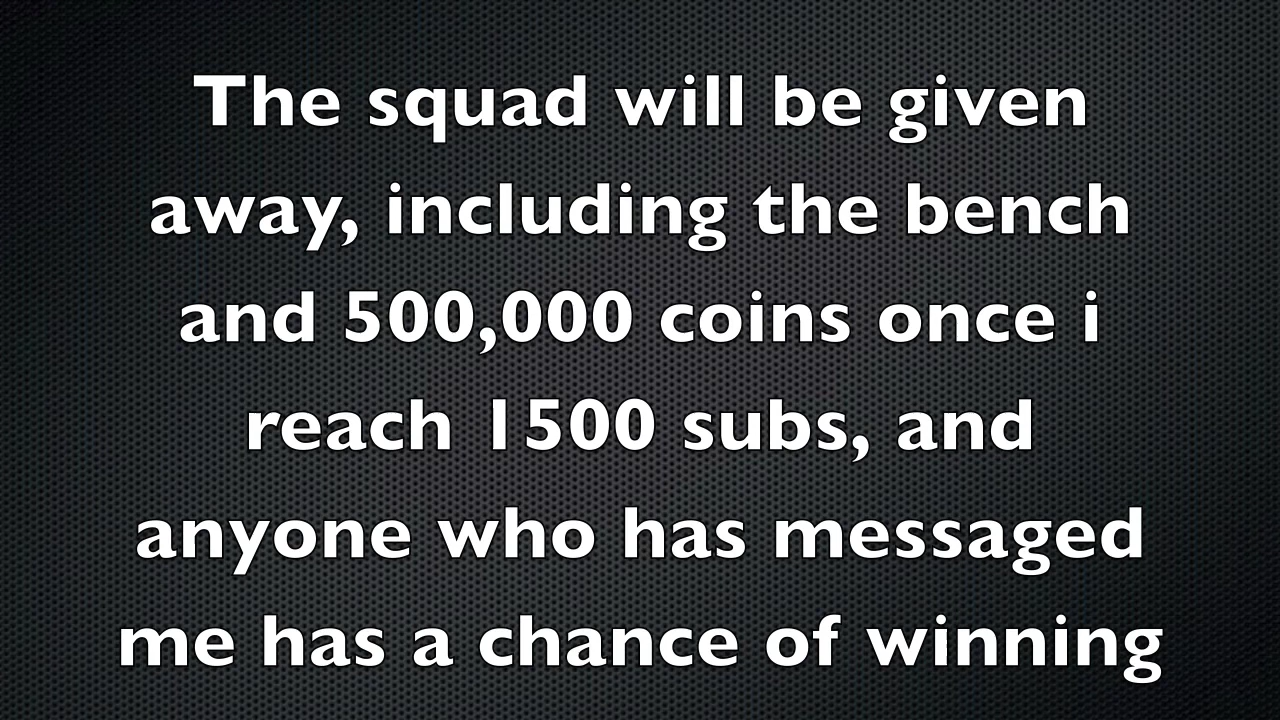 The squad will be given
away, including the bench
and 500,000 coins once i
reach 1500 subs, and
anyone who has messaged
me has a chance of winning